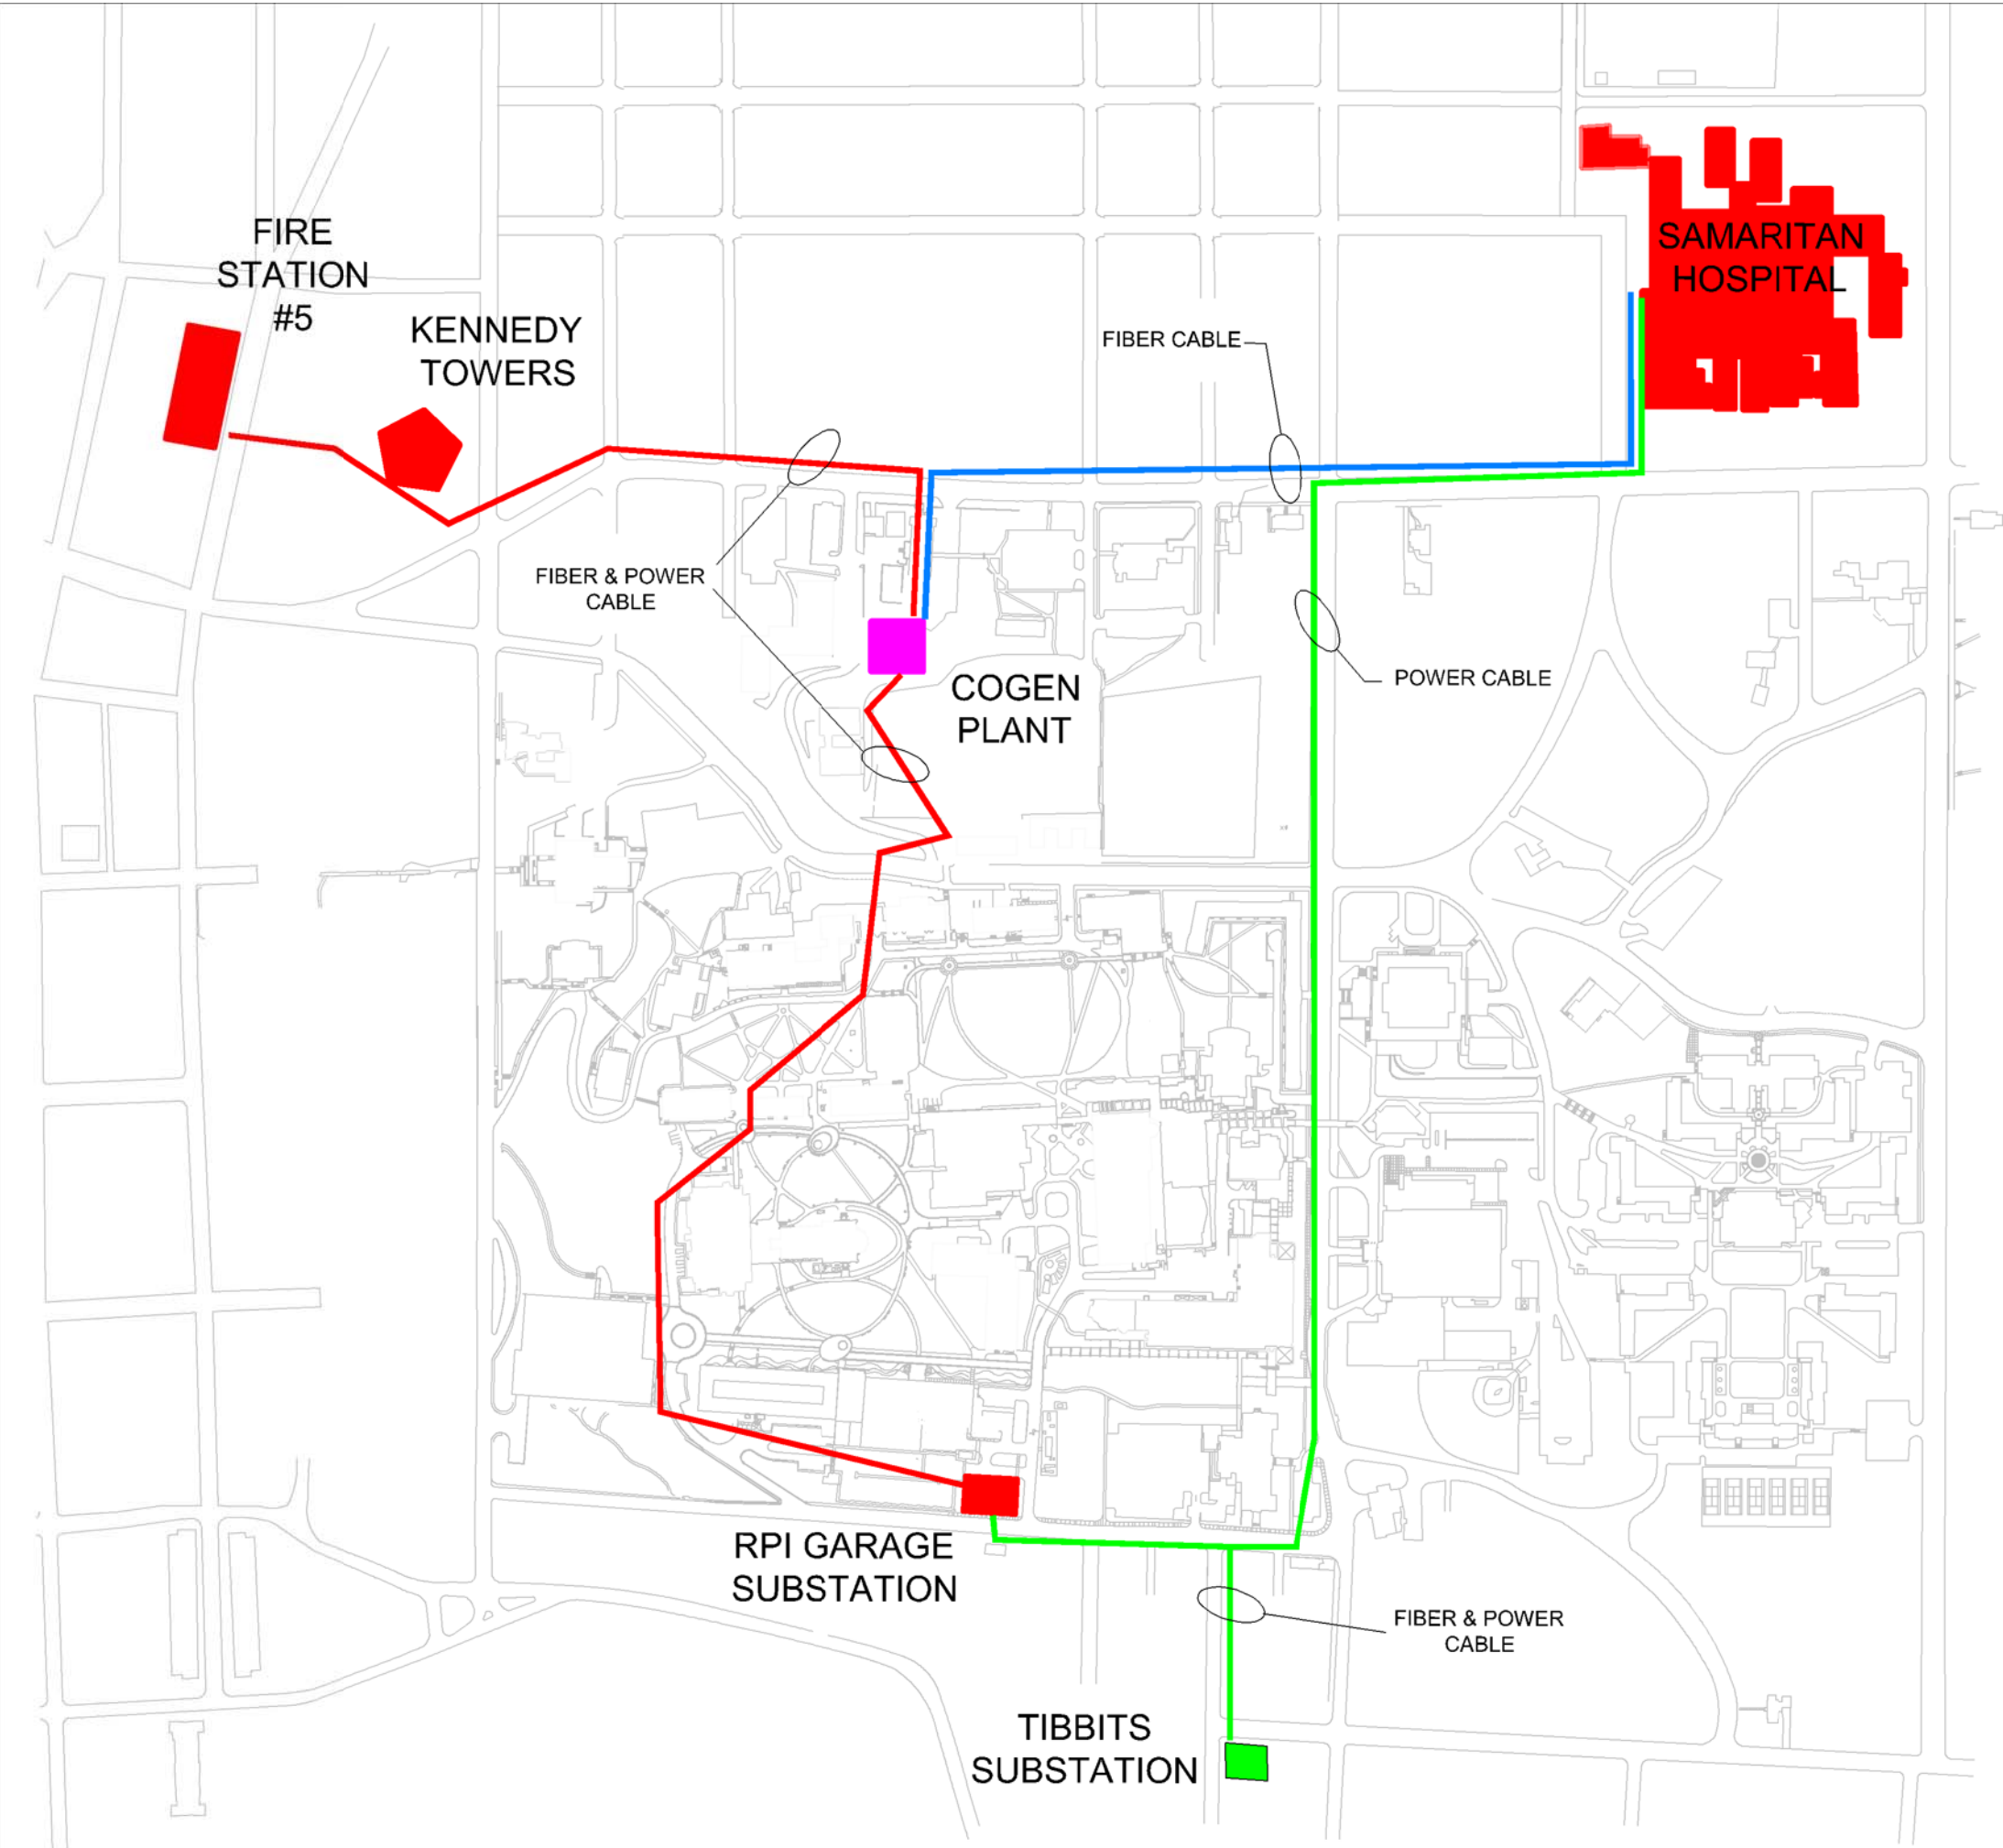 FIRE
STATION
#5
KENNEDY
TOWERS
SAMARITAN
HOSPITAL
FIBER CABLE
FIBER & POWER
CABLE
COGEN
PLANT
POWER CABLE
RPI GARAGE
SUBSTATION
FIBER & POWER
CABLE
TIBBITS
SUBSTATION